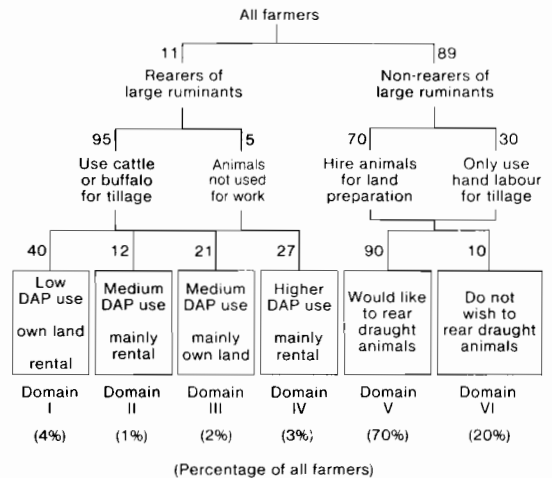 All farmers
11
89
Rearers of
large ruminants
Non-rearers of
large ruminants
95
5
70
30
Use cattle
or buffalo
for tillage
Animals
not used
for work
Hire animals
for land
preparation
Only use
hand labour
for tillage
40
12
21
27
90
10
Low
DAP use
own land
rental
Medium
DAP use
mainly
rental
Medium
DAP use
mainly
own land
Higher
DAP use
mainly
rental
Would like
to rear
draught
animals
Do not
wish to
rear draught
animals
Domain
I
(4%)
Domain
II
(1%)
Domain
III
(2%)
Domain
IV
(3%)
Domain
V
(70%)
Domain
VI
(20%)
(Percentage of all farmers)